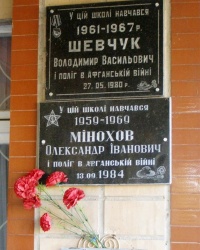 У ЦІЙ ШКОЛІ НАВЧАВСЯ
1961-1967 р.
ШЕВЧУК
ВОЛОДИМИР ВАСИЛЬОВИЧ
І ПОЛІГ В АФГАНСЬКІЙ ВІЙНІ
27. 05. 1980 р.
У ЦІЙ ШКОЛІ НАВЧАВСЯ
1959-1969
МІНОХОВ
ОЛЕКСАНДР ІВАНОВИЧ
І ПОЛІГ В АФГАНСЬКІЙ ВІЙНІ
13.09 1984